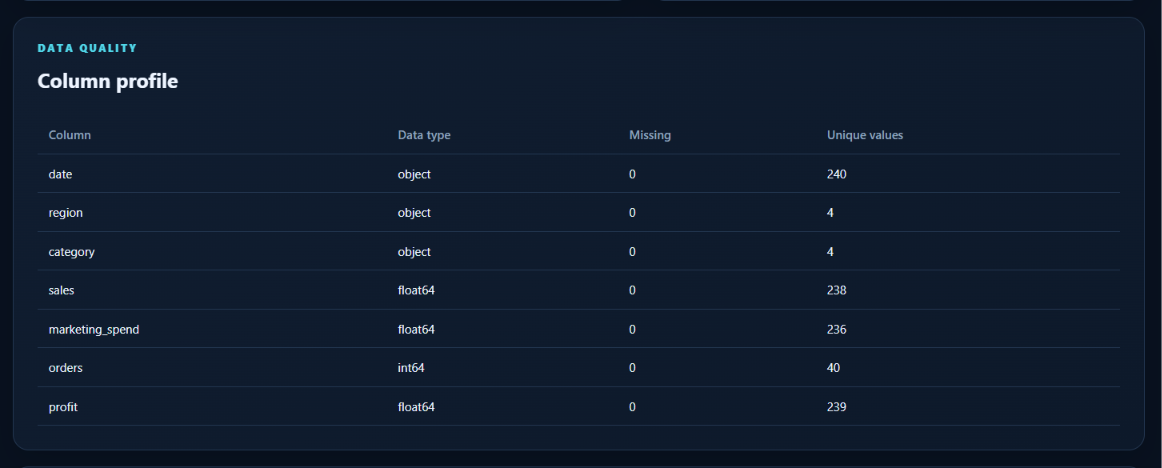 DATA QUALITY
Column profile
Column Data type Missing Unique values
date object 0 240
region object 0 4
category object 0 4
sales float64 0 238
marketing_spend float64 0 236
orders int64 0 40
profit float64 0 239